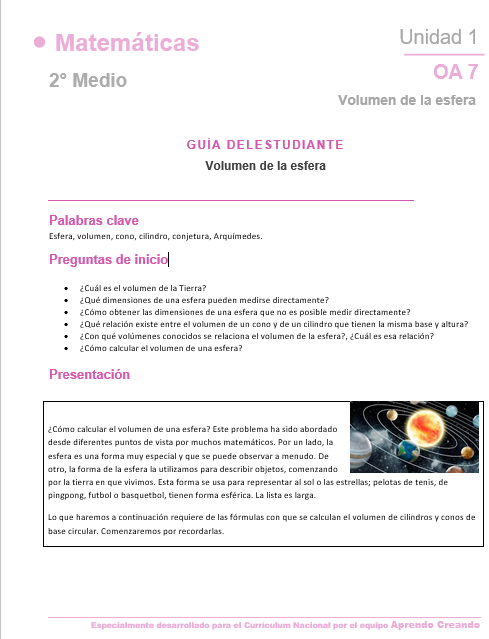 Matemáticas
Unidad 1
2° Medio
OA 7
Volumen de la esfera
GUÍA DELESTUDIANTE
Volumen de la esfera
Palabras clave
Esfera, volumen, cono, cilindro, conjetura, Arquímedes.
Preguntas de inicio
• ¿Cuál es el volumen de la Tierra?
• ¿Qué dimensiones de una esfera pueden medirse directamente?
• ¿Cómo obtener las dimensiones de una esfera que no es posible medir directamente?
• ¿Qué relación existe entre el volumen de un cono y de un cilindro que tienen la misma base y altura?
• ¿Con qué volúmenes conocidos se relaciona el volumen de la esfera?, ¿Cuál es esa relación?
• ¿Cómo calcular el volumen de una esfera?
Presentación
¿Cómo calcular el volumen de una esfera? Este problema ha sido abordado
desde diferentes puntos de vista por muchos matemáticos. Por un lado, la
esfera es una forma muy especial y que se puede observar a menudo. De
otro, la forma de la esfera la utilizamos para describir objetos, comenzando
por la tierra en que vivimos. Esta forma se usa para representar al sol o las estrellas; pelotas de tenis, de
pingpong, futbol o basquetbol, tienen forma esférica. La lista es larga.
Lo que haremos a continuación requiere de las fórmulas con que se calculan el volumen de cilindros y conos de
base circular. Comenzaremos por recordarlas.
Especialmente desarrollado para el Currículum Nacional por el equipo Aprendo Creando